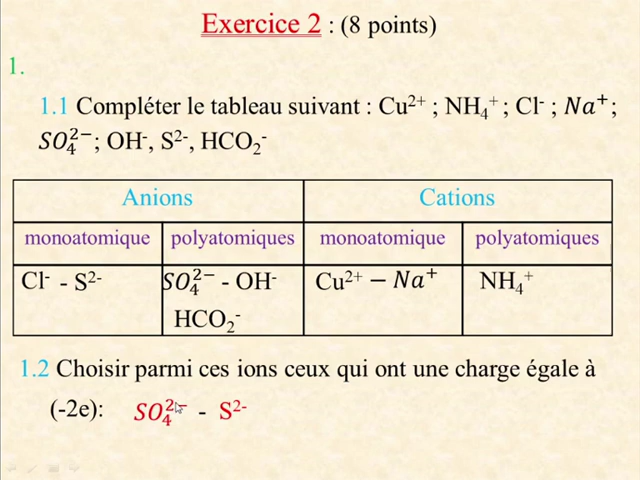 Exercice 2 : (8 points)
1.
1.1 Compléter le tableau suivant : Cu²⁺ ; NH₄⁺ ; Cl⁻ ; Na⁺ ;
SO₄²⁻ ; OH⁻, S²⁻, HCO₂⁻
Anions Cations
monoatomique polyatomiques monoatomique polyatomiques
Cl⁻ - S²⁻ SO₄²⁻ - OH⁻ Cu²⁺ − Na⁺ NH₄⁺
HCO₂⁻
1.2 Choisir parmi ces ions ceux qui ont une charge égale à
(-2e): SO₄²⁻ - S²⁻